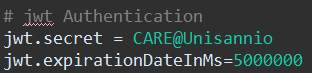 # jwt Authentication
jwt.secret = CARE@Unisannio
jwt.expirationDateInMs=5000000